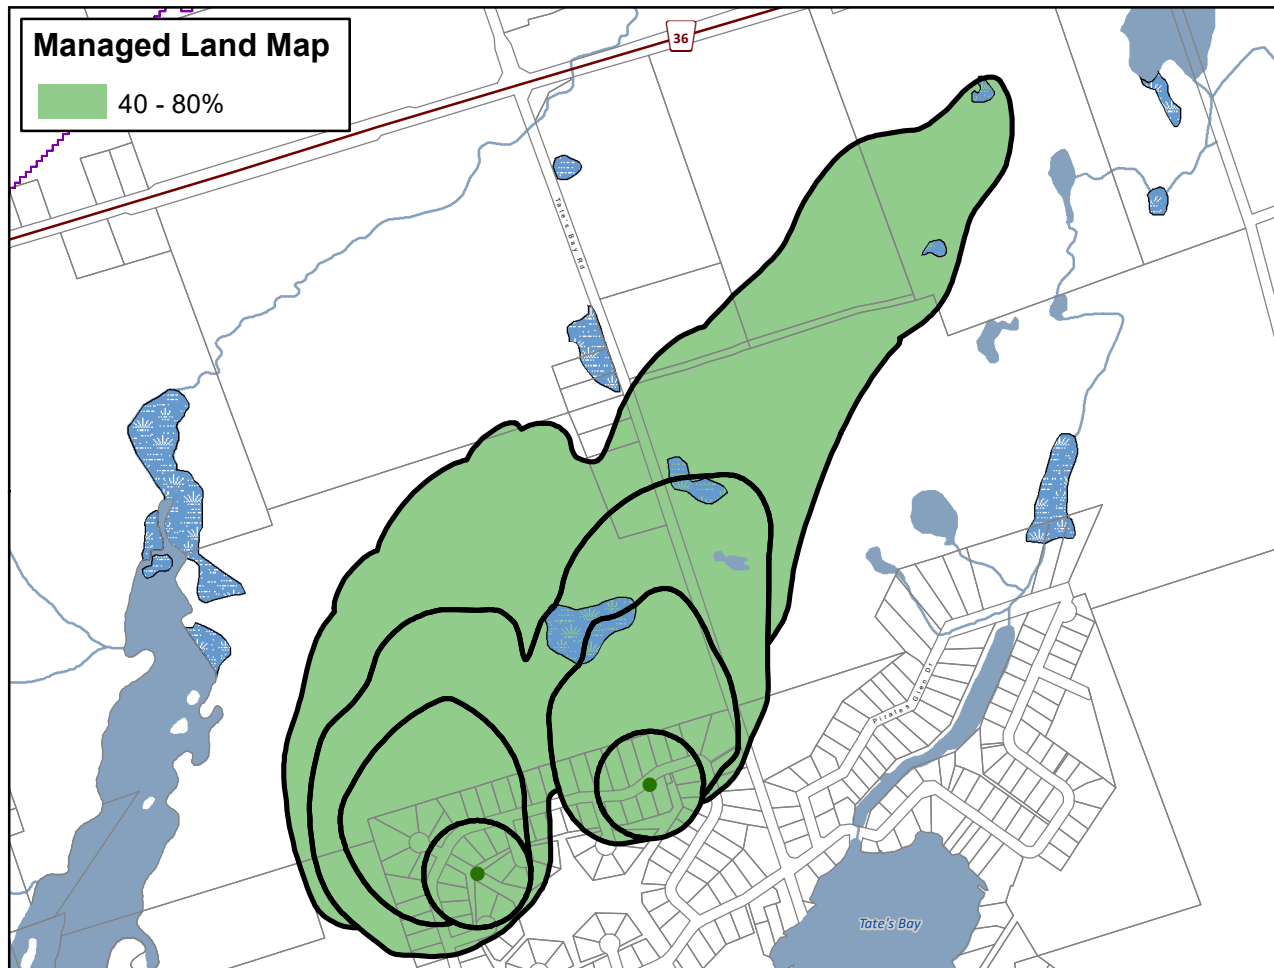 Managed Land Map
40 - 80%
36
Tate's Bay Rd
Pirates Glen Dr
Tate's Bay